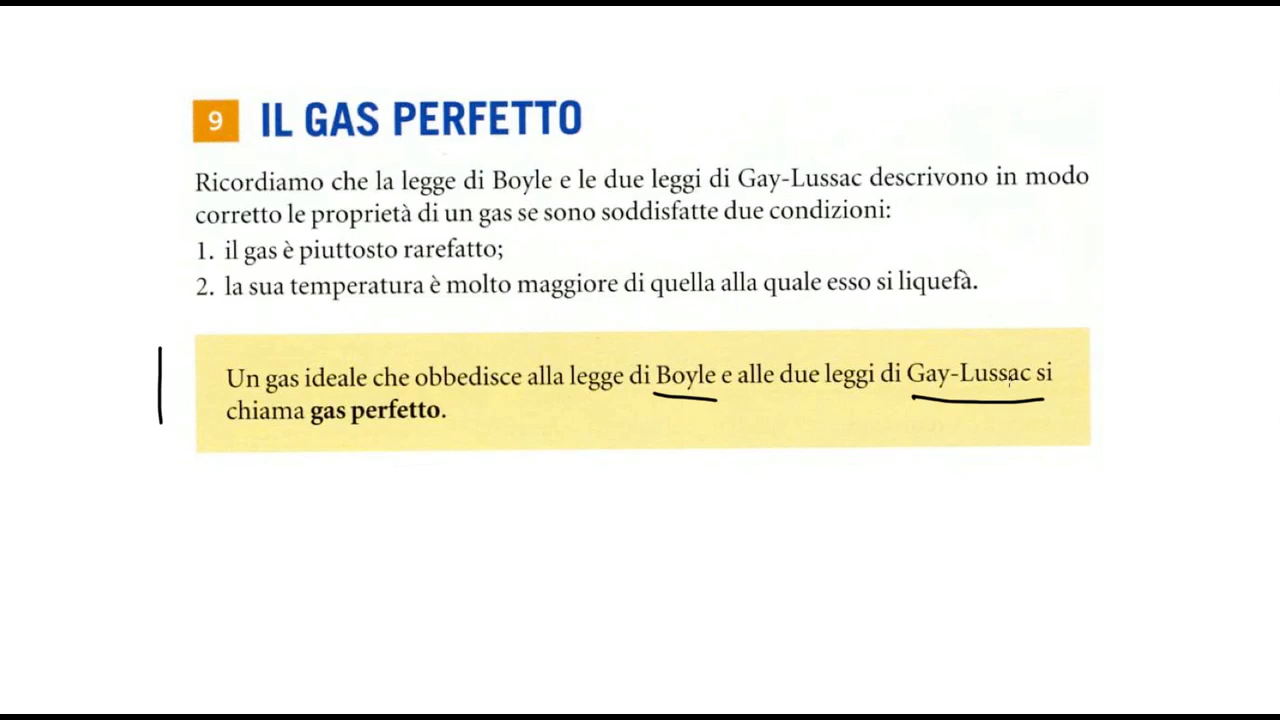 9 IL GAS PERFETTO
Ricordiamo che la legge di Boyle e le due leggi di Gay-Lussac descrivono in modo
corretto le proprietà di un gas se sono soddisfatte due condizioni:
1. il gas è piuttosto rarefatto;
2. la sua temperatura è molto maggiore di quella alla quale esso si liquefà.
Un gas ideale che obbedisce alla legge di Boyle e alle due leggi di Gay-Lussac si
chiama gas perfetto.